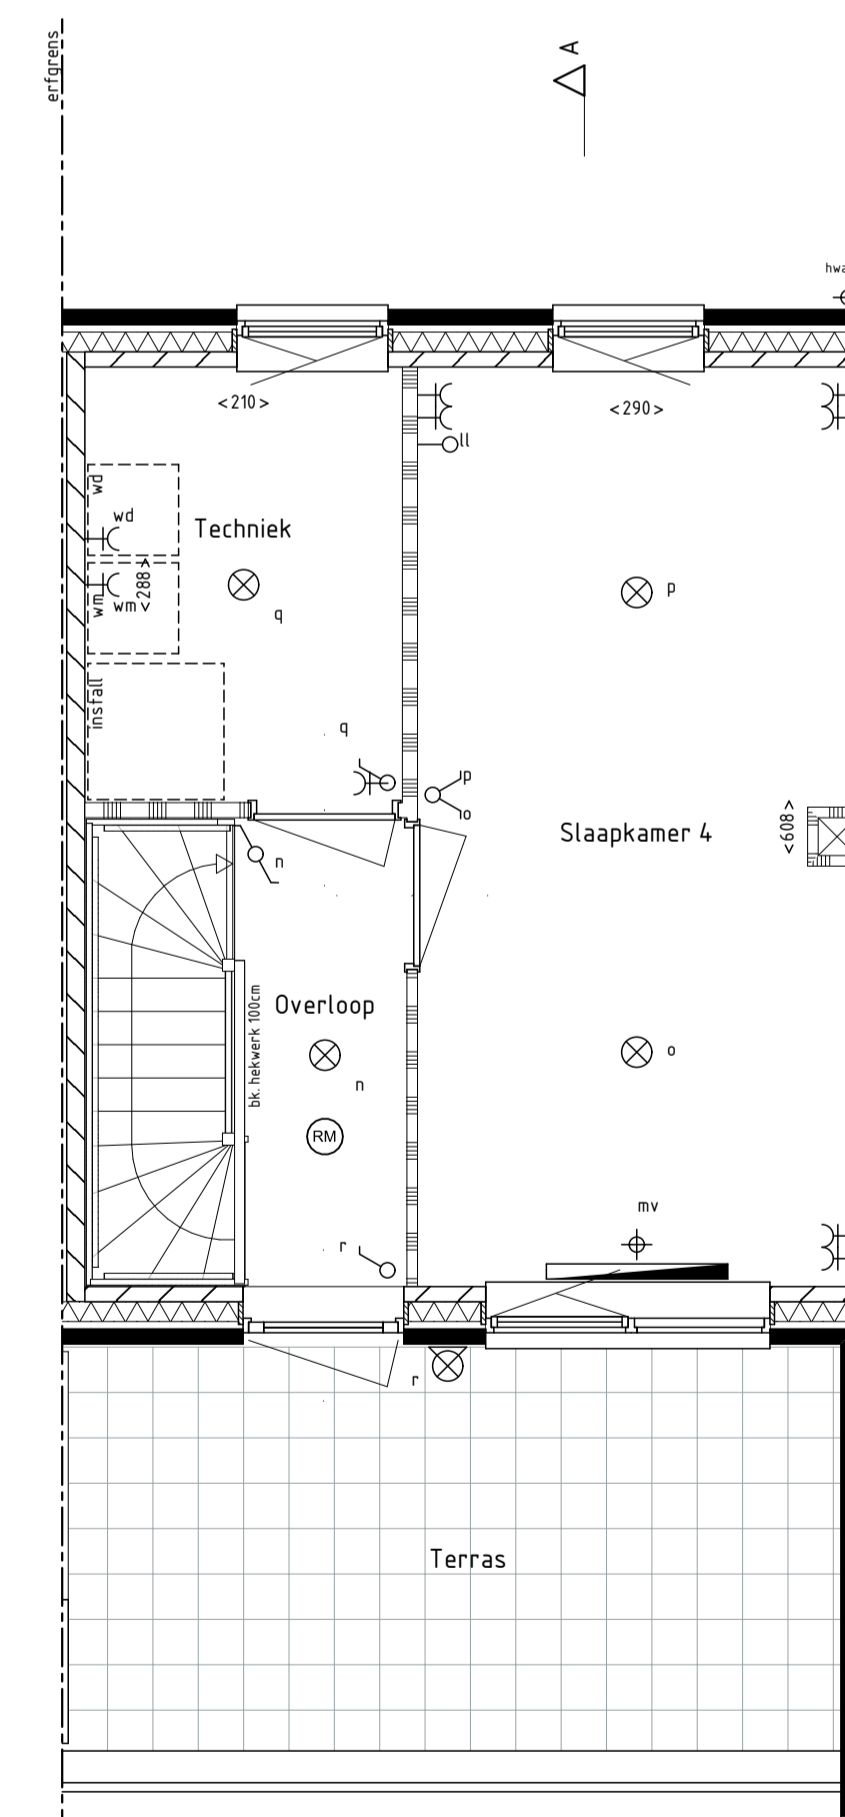 erfgrens
A
hwa
<210>
<290>
ll
wd
wd
Techniek
<288>
wm
wm
q
p
install
q
p
o
<608>
Slaapkamer 4
n
Overloop
bk. hekwerk 100cm
o
n
RM
mv
r
r
Terras